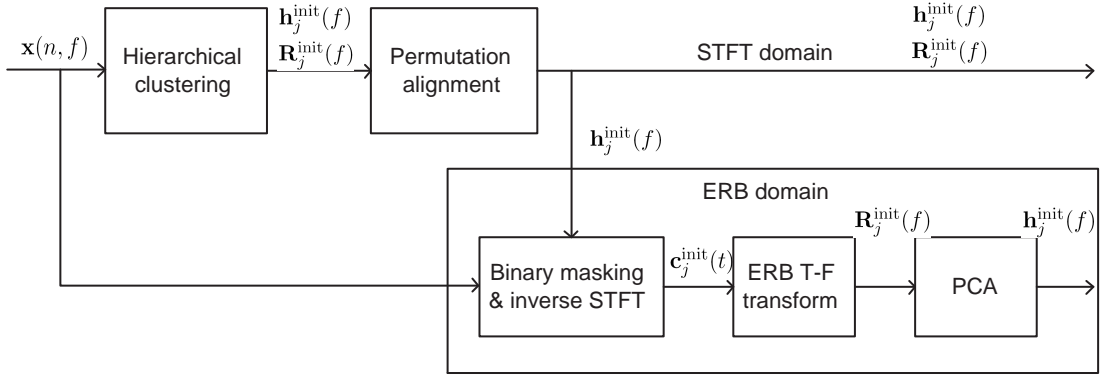 𝐱(n, f)
Hierarchical
clustering
𝐡_j^init(f)
𝐑_j^init(f)
Permutation
alignment
STFT domain
𝐡_j^init(f)
𝐑_j^init(f)
𝐡_j^init(f)
ERB domain
Binary masking
& inverse STFT
𝐜_j^init(t)
ERB T-F
transform
𝐑_j^init(f)
PCA
𝐡_j^init(f)